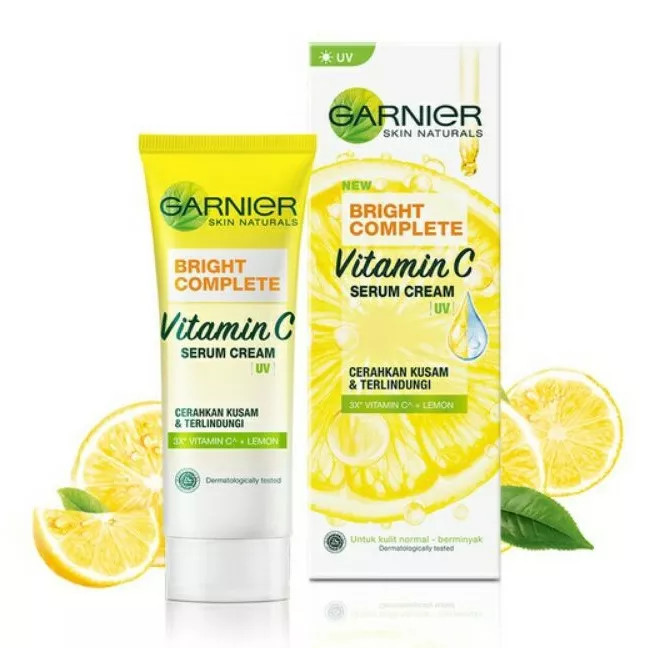 GARNIER
SKIN NATURALS
BRIGHT
COMPLETE
Vitamin C
SERUM CREAM
UV
CERAHKAN KUSAM
& TERLINDUNGI
3X* VITAMIN C^ + LEMON
Dermatologically tested
UV
GARNIER
SKIN NATURALS
NEW
BRIGHT
COMPLETE
Vitamin C
SERUM CREAM
UV
CERAHKAN KUSAM
& TERLINDUNGI
3X* VITAMIN C^ + LEMON
Untuk kulit normal - berminyak
Dermatologically tested